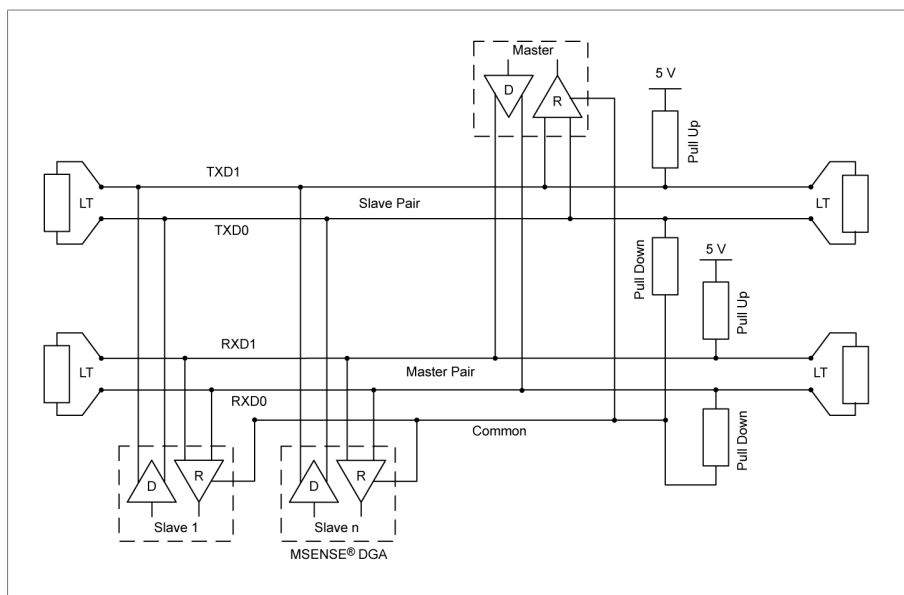 Master
D
R
5 V
Pull Up
TXD1
LT
Slave Pair
LT
TXD0
Pull Down
5 V
Pull Up
RXD1
LT
Master Pair
LT
RXD0
Common
Pull Down
D
R
Slave 1
D
R
Slave n
MSENSE® DGA